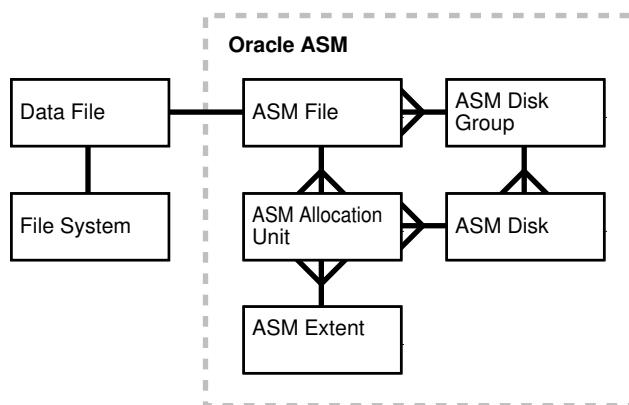 Oracle ASM
Data File
ASM File
ASM Disk
Group
File System
ASM Allocation
Unit
ASM Disk
ASM Extent